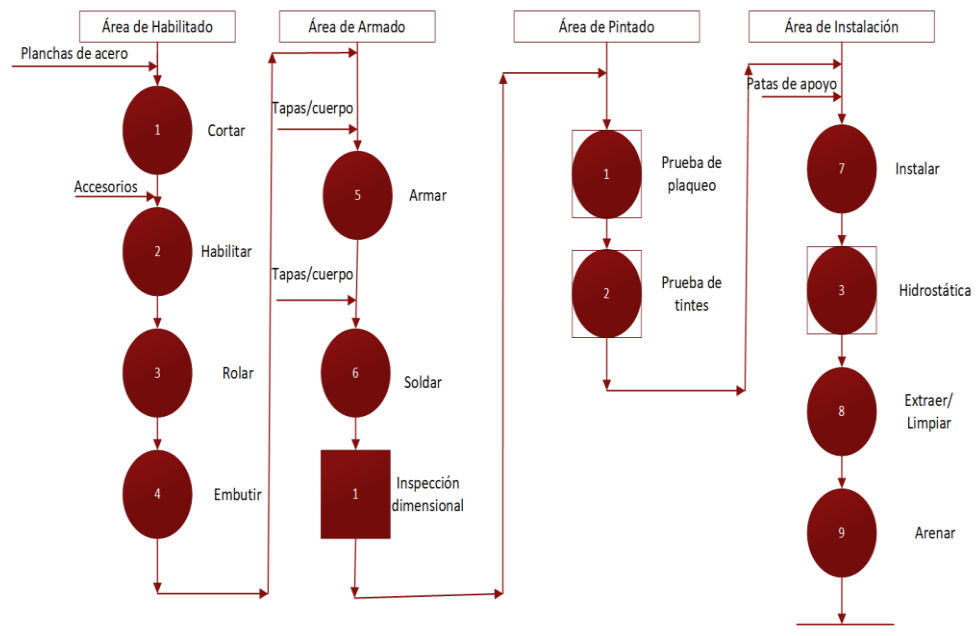 Área de Habilitado
Planchas de acero
1
Cortar
Accesorios
2
Habilitar
3
Rolar
4
Embutir
Área de Armado
Tapas/cuerpo
5
Armar
Tapas/cuerpo
6
Soldar
1
Inspección
dimensional
Área de Pintado
1
Prueba de
plaqueo
2
Prueba de
tintes
Área de Instalación
Patas de apoyo
7
Instalar
3
Hidrostática
8
Extraer/
Limpiar
9
Arenar